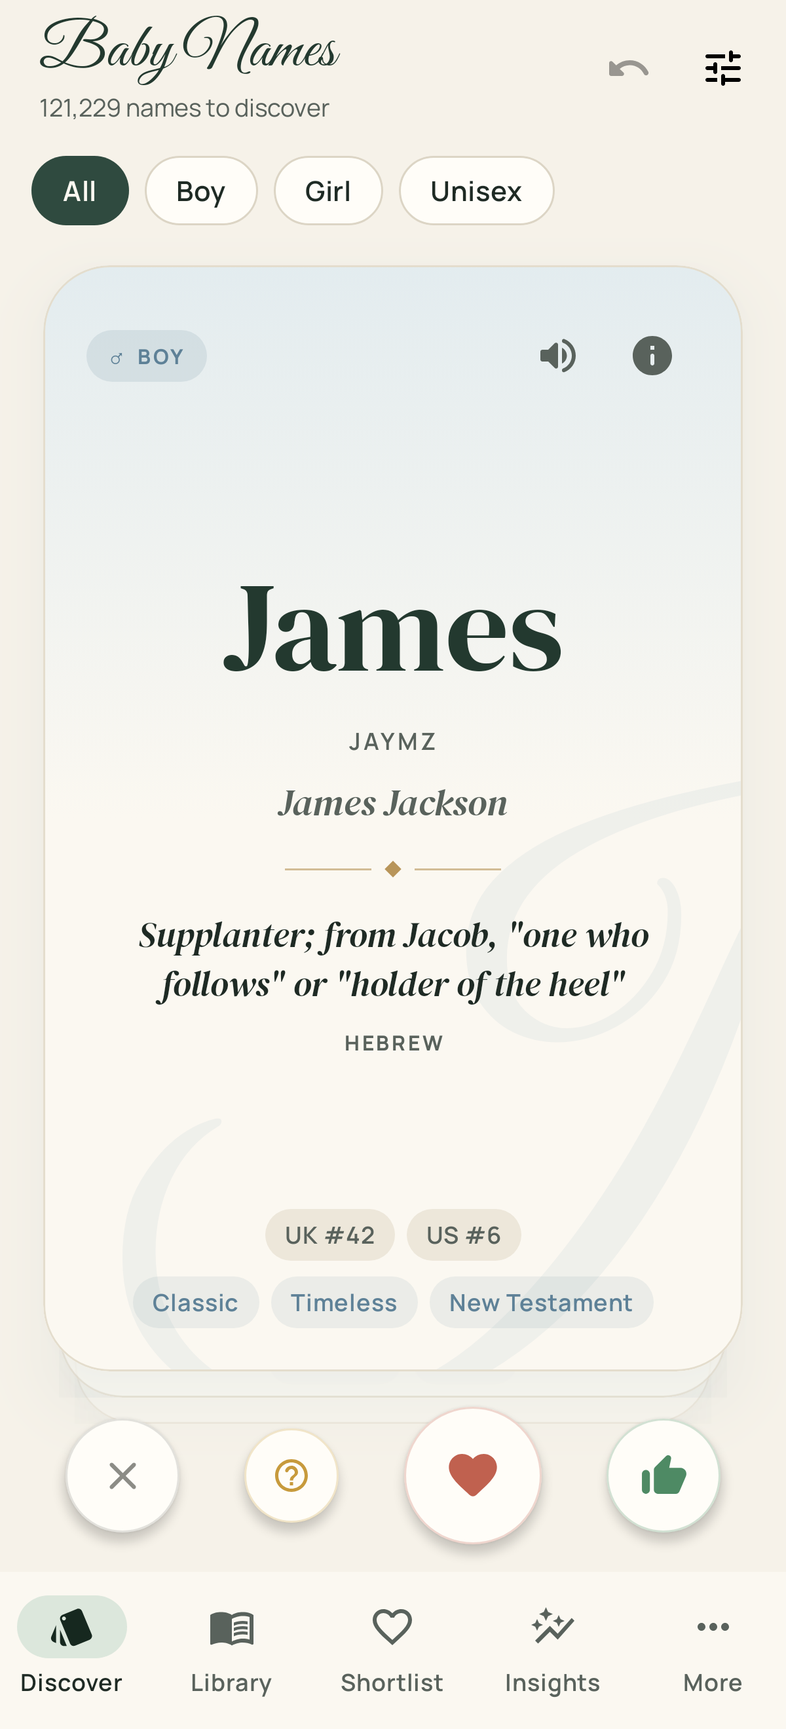 Baby Names
121,229 names to discover
All Boy Girl Unisex
♂ BOY
James
JAYMZ
James Jackson
Supplanter; from Jacob, "one who
follows" or "holder of the heel"
HEBREW
UK #42 US #6
Classic Timeless New Testament
Discover Library Shortlist Insights More